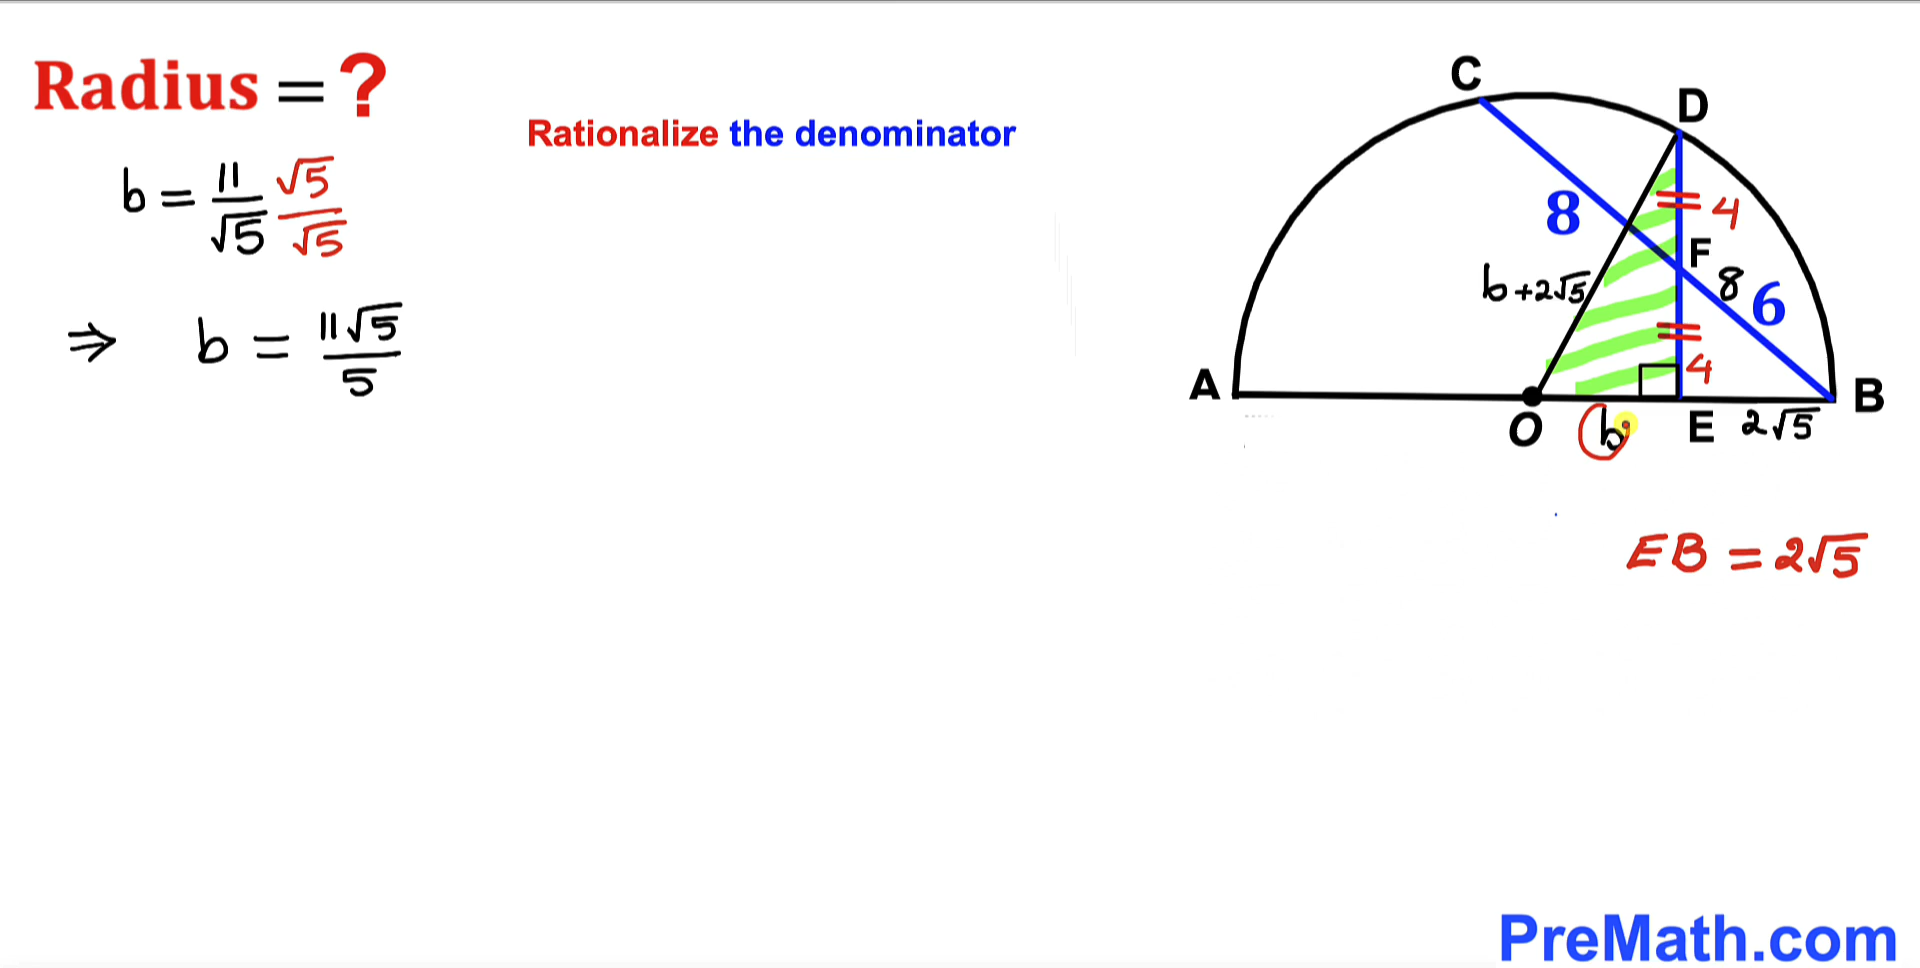 Radius = ?
Rationalize the denominator
b = 11/√5 √5/√5
⇒ b = 11√5/5
C
D
8
4
F
b+2√5
8
6
4
A
B
O
b
E
2√5
EB = 2√5
PreMath.com